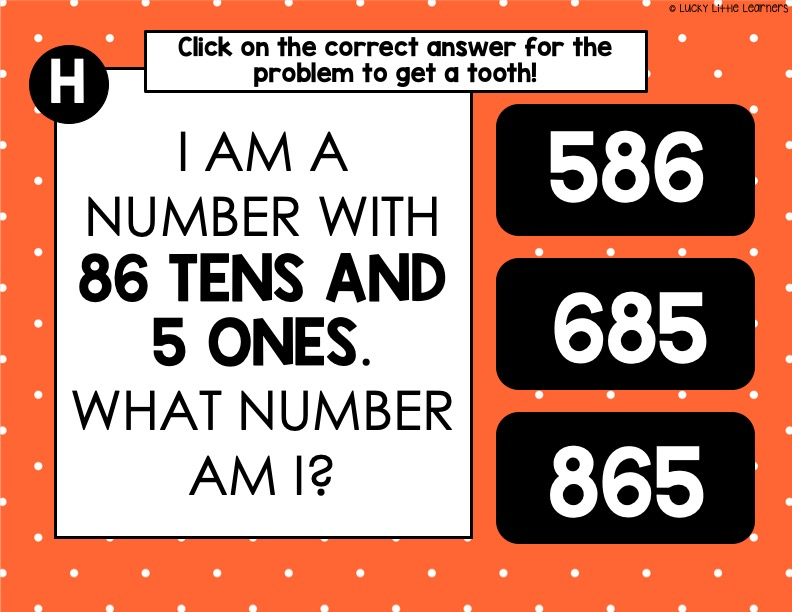 © Lucky Little Learners
Click on the correct answer for the
problem to get a tooth!
H
I AM A
NUMBER WITH
86 TENS AND
5 ONES.
WHAT NUMBER
AM I?
586
685
865